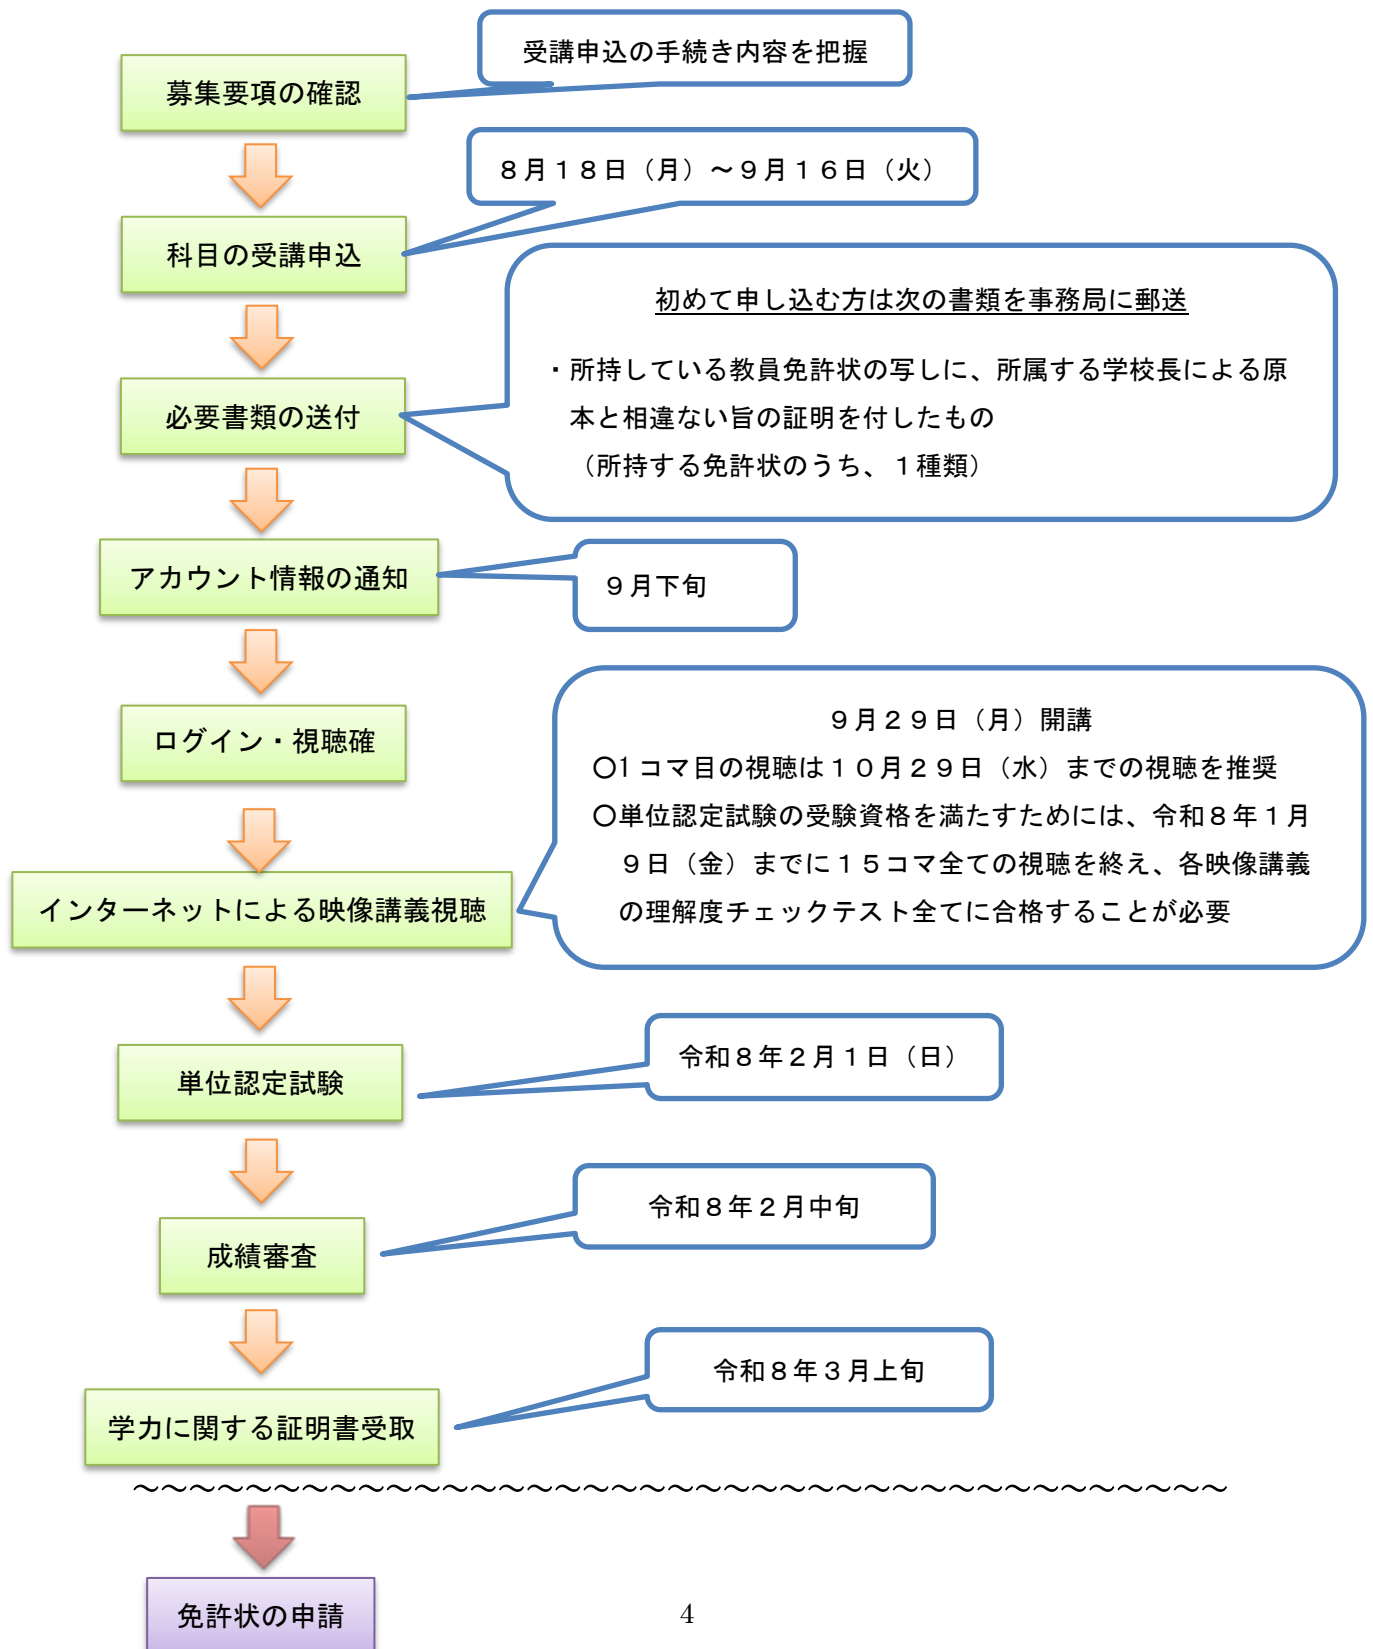 受講申込の手続き内容を把握
募集要項の確認
８月１８日（月）～９月１６日（火）
科目の受講申込
初めて申し込む方は次の書類を事務局に郵送
・所持している教員免許状の写しに、所属する学校長による原
本と相違ない旨の証明を付したもの
（所持する免許状のうち、１種類）
必要書類の送付
アカウント情報の通知
９月下旬
ログイン・視聴確
９月２９日（月）開講
〇1 コマ目の視聴は１０月２９日（水）までの視聴を推奨
〇単位認定試験の受験資格を満たすためには、令和８年１月
９日（金）までに１５コマ全ての視聴を終え、各映像講義
の理解度チェックテスト全てに合格することが必要
インターネットによる映像講義視聴
令和８年２月１日（日）
単位認定試験
令和８年２月中旬
成績審査
令和８年３月上旬
学力に関する証明書受取
～～～～～～～～～～～～～～～～～～～～～～～～～～～～～～～～～～～～～～～
免許状の申請
4